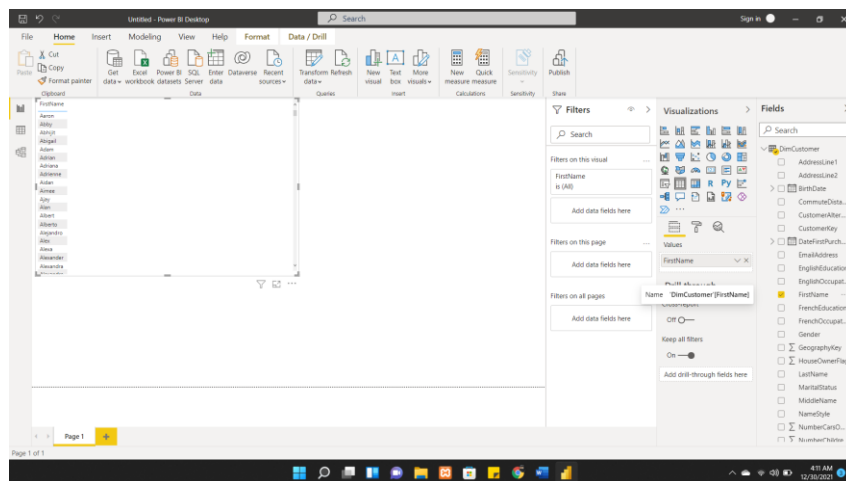 Untitled - Power BI Desktop
Search
Sign in
File Home Insert Modeling View Help Format Data / Drill
Paste
Cut
Copy
Format painter
Get data
Excel workbook
Power BI datasets
SQL Server
Enter data
Dataverse
Recent sources
Transform data
Refresh
New visual
Text box
More visuals
New measure
Quick measure
Sensitivity
Publish
Clipboard Data Queries Insert Calculations Sensitivity Share
FirstName
Aaron
Abby
Abigail
Adam
Adrian
Adriana
Adrienne
Aidan
Aimee
Ajay
Alan
Albert
Alberto
Alejandro
Alex
Alexa
Alexander
Alexandra
Filters
Search
Filters on this visual ...
FirstName
is (All)
Add data fields here
Filters on this page ...
Add data fields here
Filters on all pages
Add data fields here
Visualizations
R Py
...
Values
FirstName
Drill through
Name 'DimCustomer'[FirstName]
Cross-report
Off
Keep all filters
On
Add drill-through fields here
Fields
Search
DimCustomer
AddressLine1
AddressLine2
BirthDate
CommuteDista...
CustomerAlter...
CustomerKey
DateFirstPurch...
EmailAddress
EnglishEducation
EnglishOccupat...
FirstName
FrenchEducation
FrenchOccupat...
Gender
GeographyKey
HouseOwnerFla
LastName
MaritalStatus
MiddleName
NameStyle
NumberCarsO...
NumberChildre
Page 1
Page 1 of 1
4:11 AM
12/30/2021